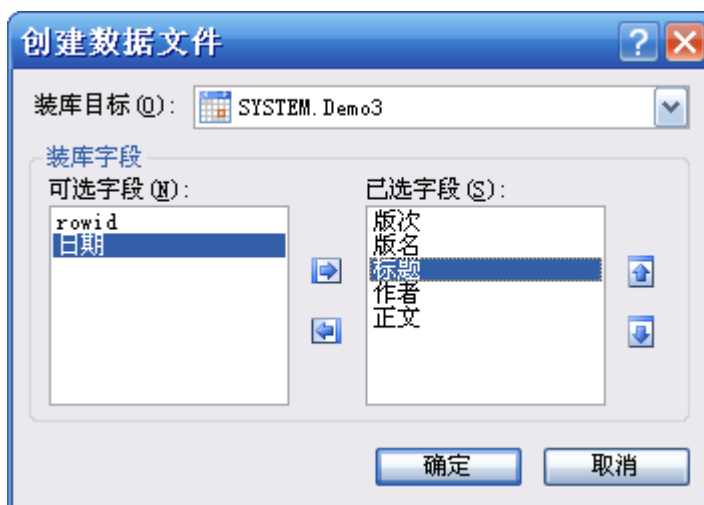 创建数据文件
装库目标(O): SYSTEM.Demo3
装库字段
可选字段(N): 已选字段(S):
rowid
日期
版次
版名
标题
作者
正文
确定 取消